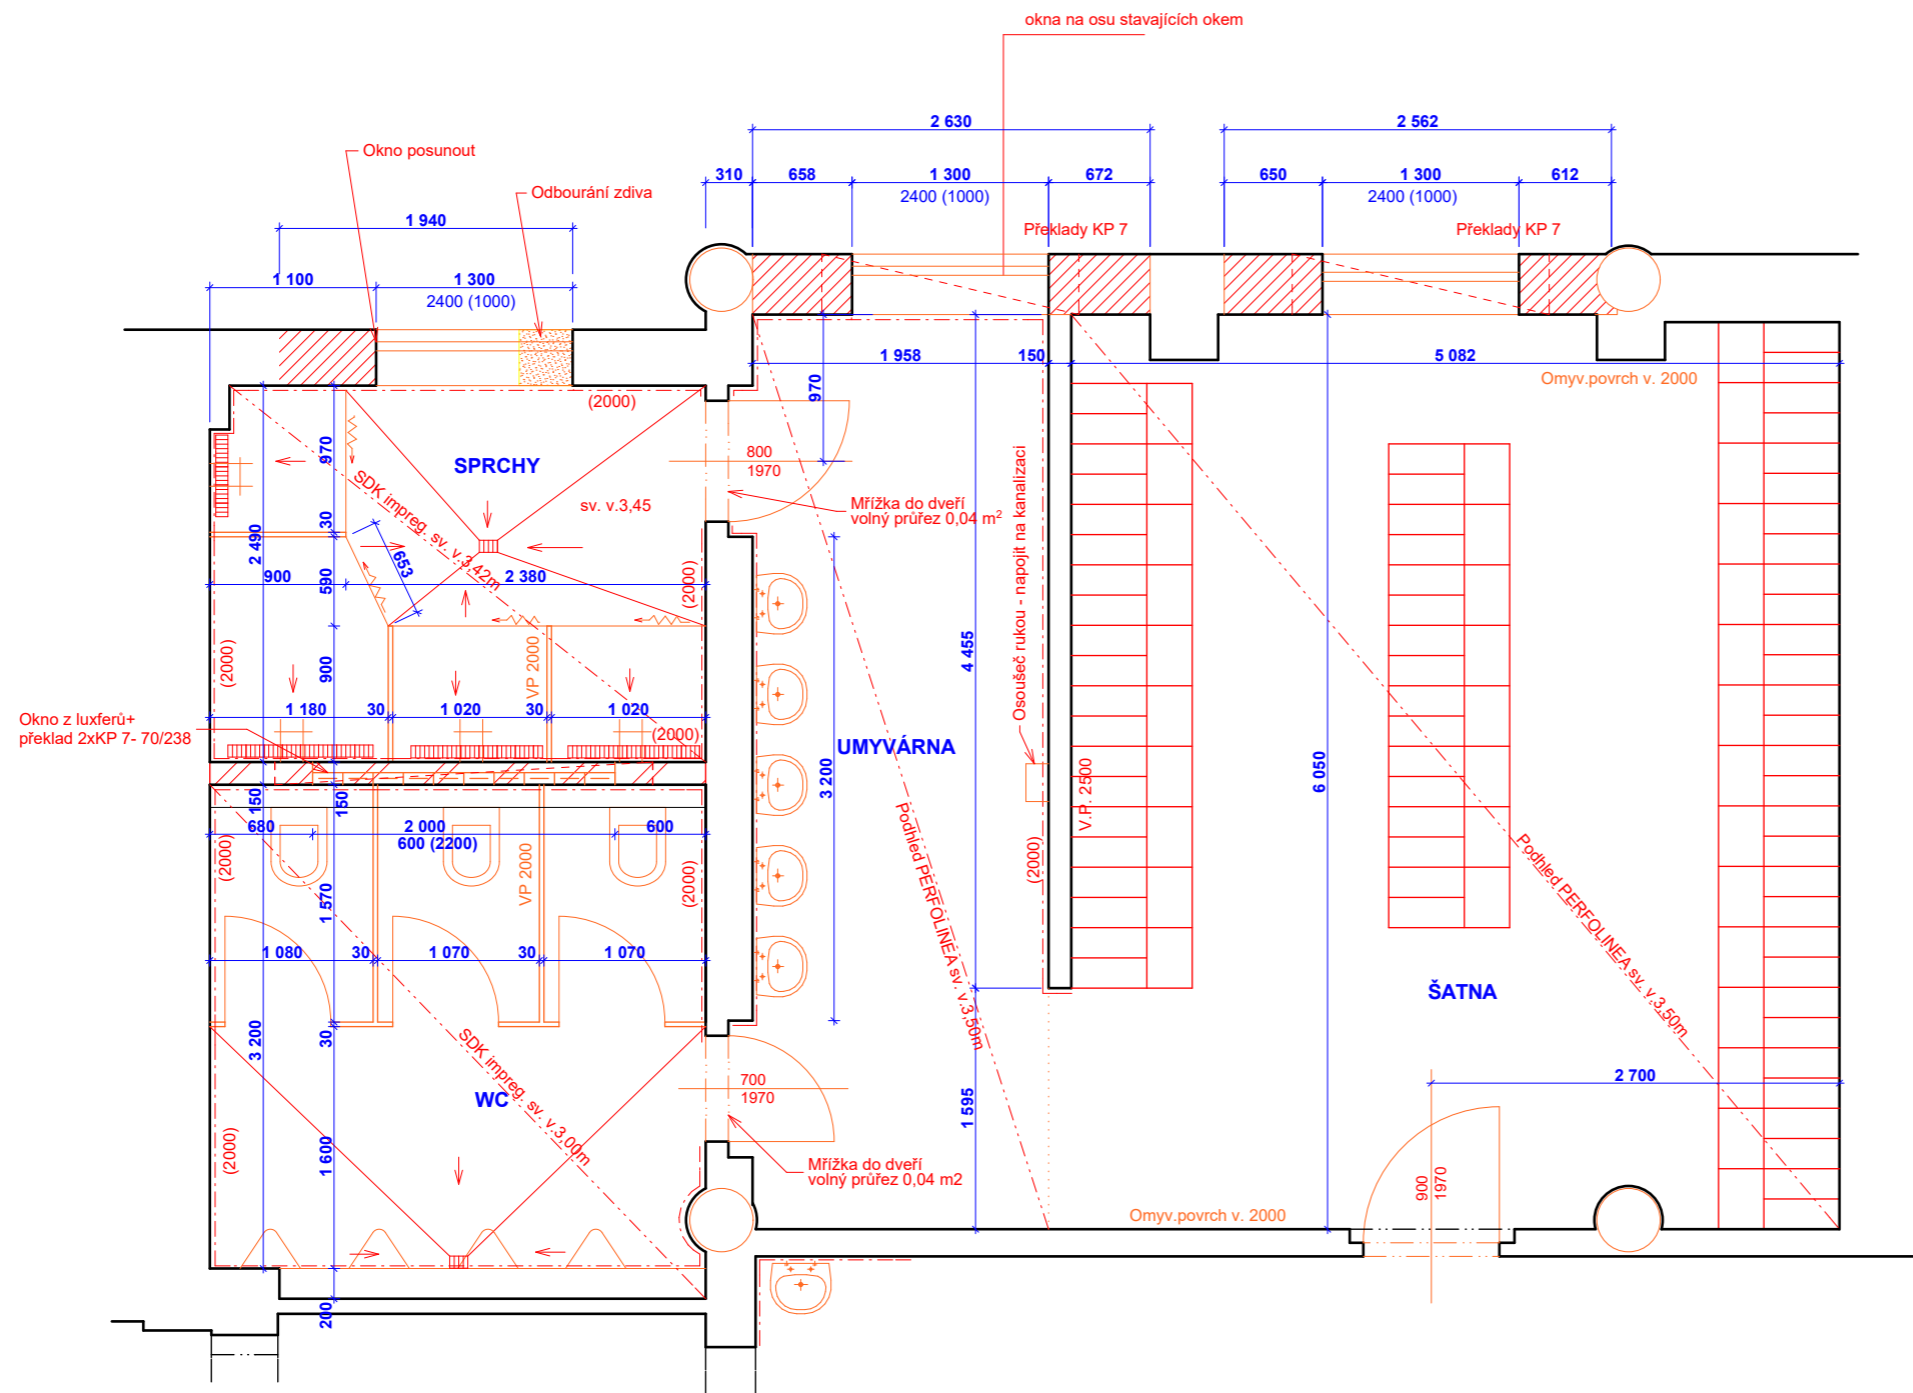 okna na osu stavajících okem
2 630
2 562
Okno posunout
310
658
1 300
672
650
1 300
612
2400 (1000)
2400 (1000)
Odbourání zdiva
1 940
Překlady KP 7
Překlady KP 7
1 100
1 300
2400 (1000)
1 958
150
5 082
970
Omyv.povrch v. 2000
(2000)
970
SPRCHY
800
1970
SDK impreg. sv. v.3,42m
sv. v.3,45
Mřížka do dveří
volný průřez 0,04 m²
Osoušeč rukou - napojit na kanalizaci
30
2 490
653
900
590
2 380
(2000)
4 455
(2000)
900
VP 2000
1 180
30
1 020
30
1 020
Okno z luxferů+
překlad 2xKP 7- 70/238
(2000)
UMYVÁRNA
3 200
6 050
V.P. 2500
150
150
680
2 000
600
600 (2200)
(2000)
VP 2000
(2000)
(2000)
Podhled PERFOLINEA sv. v.3,50m
Podhled PERFOLINEA sv. v.3,50m
1 570
1 080
30
1 070
30
1 070
ŠATNA
3 200
30
SDK impreg. sv. v.3,00m
2 700
700
1970
WC
1 595
(2000)
1 600
Mřížka do dveří
volný průřez 0,04 m2
900
1970
Omyv.povrch v. 2000
200